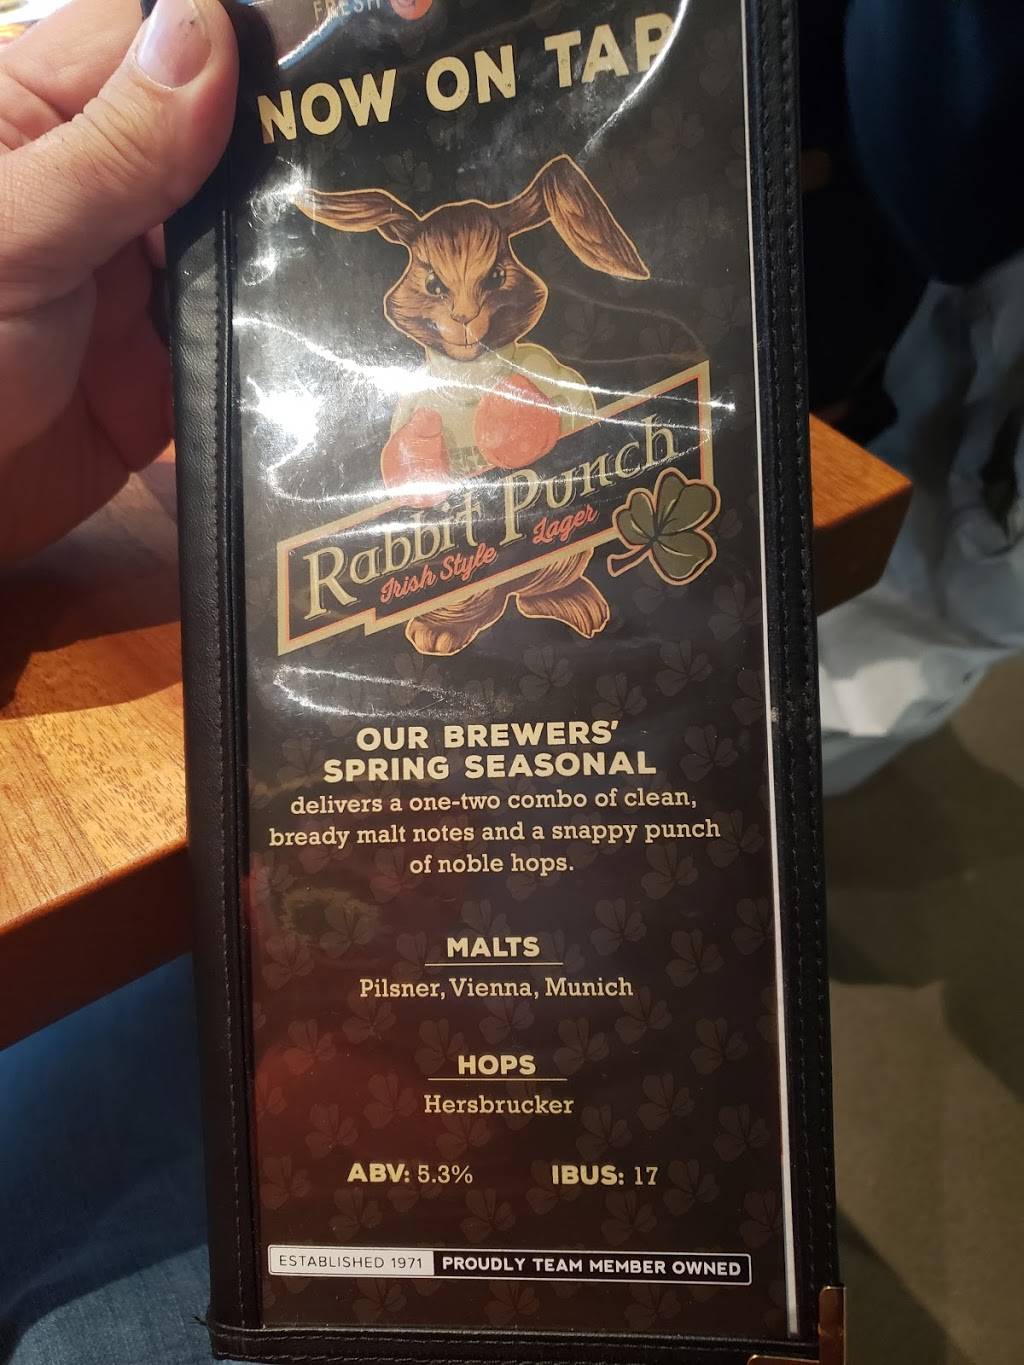 FRESH
NOW ON TAP
Rabbit Punch
Irish Style Lager
OUR BREWERS'
SPRING SEASONAL
delivers a one-two combo of clean,
bready malt notes and a snappy punch
of noble hops.
MALTS
Pilsner, Vienna, Munich
HOPS
Hersbrucker
ABV: 5.3% IBUS: 17
ESTABLISHED 1971 PROUDLY TEAM MEMBER OWNED